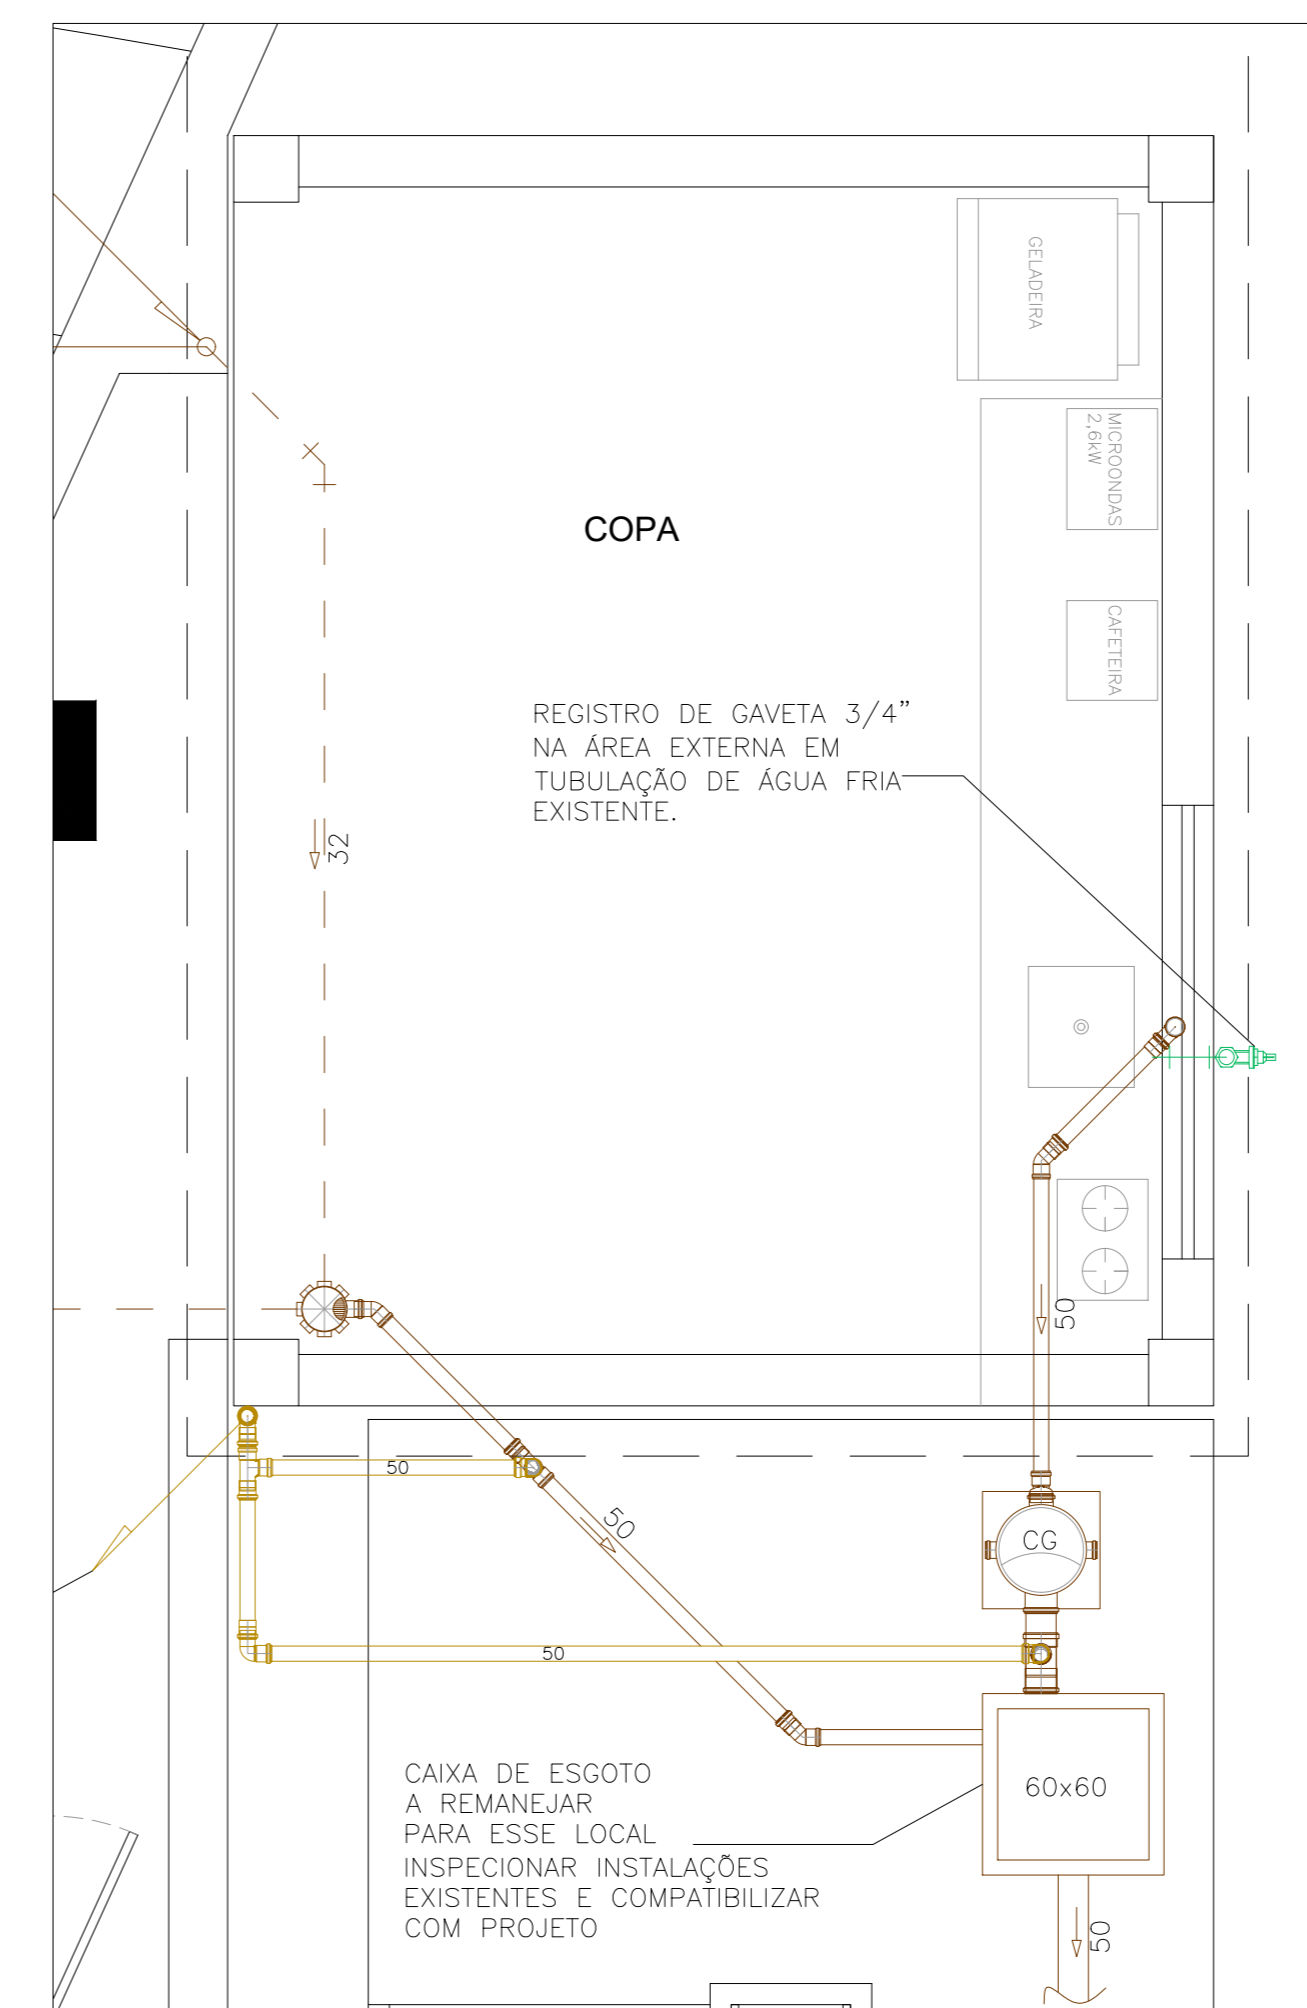 GELADEIRA
MICROONDAS
2,6kW
COPA
CAFETEIRA
REGISTRO DE GAVETA 3/4"
NA ÁREA EXTERNA EM
TUBULAÇÃO DE ÁGUA FRIA
EXISTENTE.
32
50
50
50
CG
50
CAIXA DE ESGOTO
A REMANEJAR
PARA ESSE LOCAL
INSPECIONAR INSTALAÇÕES
EXISTENTES E COMPATIBILIZAR
COM PROJETO
60x60
50